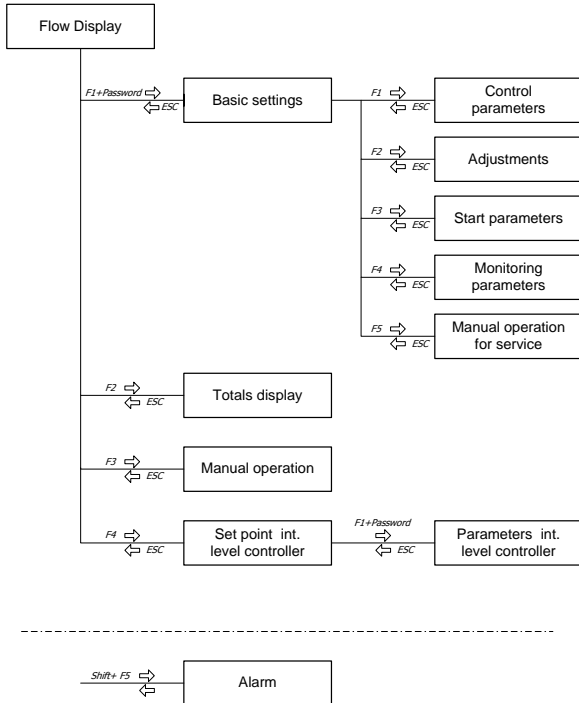 Flow Display
F1+Password
ESC
Basic settings
F1
ESC
Control
parameters
F2
ESC
Adjustments
F3
ESC
Start parameters
F4
ESC
Monitoring
parameters
F5
ESC
Manual operation
for service
F2
ESC
Totals display
F3
ESC
Manual operation
F4
ESC
Set point int.
level controller
F1+Password
ESC
Parameters int.
level controller
Shift+ F5
Alarm